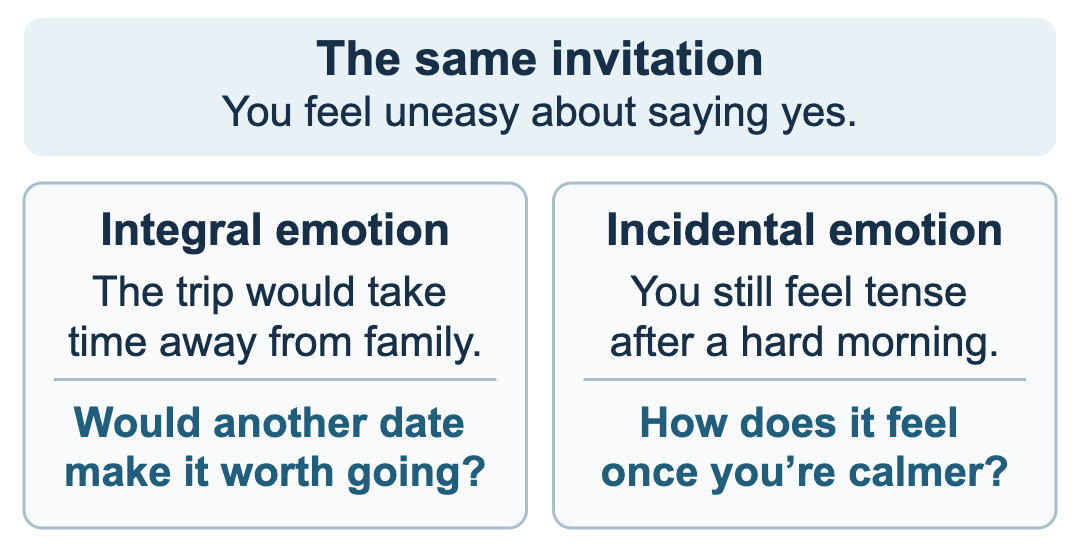 The same invitation
You feel uneasy about saying yes.
Integral emotion
The trip would take
time away from family.
Would another date
make it worth going?
Incidental emotion
You still feel tense
after a hard morning.
How does it feel
once you’re calmer?